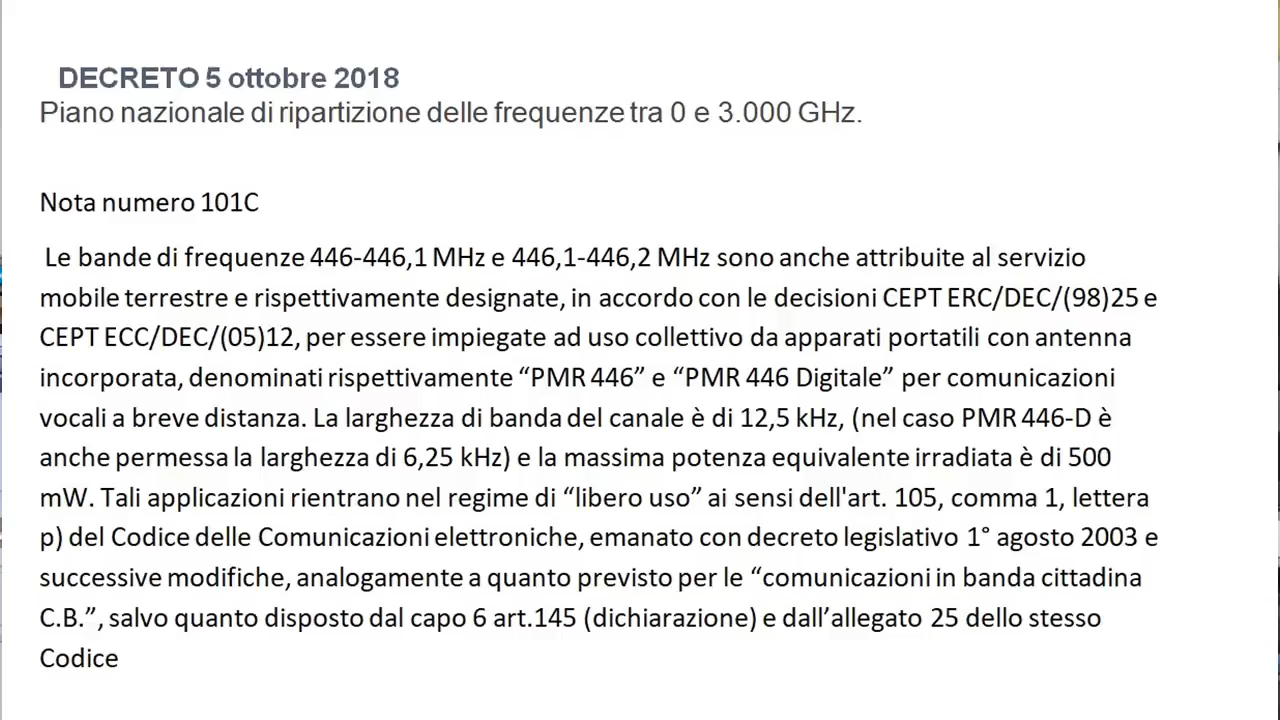 DECRETO 5 ottobre 2018
Piano nazionale di ripartizione delle frequenze tra 0 e 3.000 GHz.
Nota numero 101C
Le bande di frequenze 446-446,1 MHz e 446,1-446,2 MHz sono anche attribuite al servizio
mobile terrestre e rispettivamente designate, in accordo con le decisioni CEPT ERC/DEC/(98)25 e
CEPT ECC/DEC/(05)12, per essere impiegate ad uso collettivo da apparati portatili con antenna
incorporata, denominati rispettivamente “PMR 446” e “PMR 446 Digitale” per comunicazioni
vocali a breve distanza. La larghezza di banda del canale è di 12,5 kHz, (nel caso PMR 446-D è
anche permessa la larghezza di 6,25 kHz) e la massima potenza equivalente irradiata è di 500
mW. Tali applicazioni rientrano nel regime di “libero uso” ai sensi dell'art. 105, comma 1, lettera
p) del Codice delle Comunicazioni elettroniche, emanato con decreto legislativo 1° agosto 2003 e
successive modifiche, analogamente a quanto previsto per le “comunicazioni in banda cittadina
C.B.”, salvo quanto disposto dal capo 6 art.145 (dichiarazione) e dall’allegato 25 dello stesso
Codice